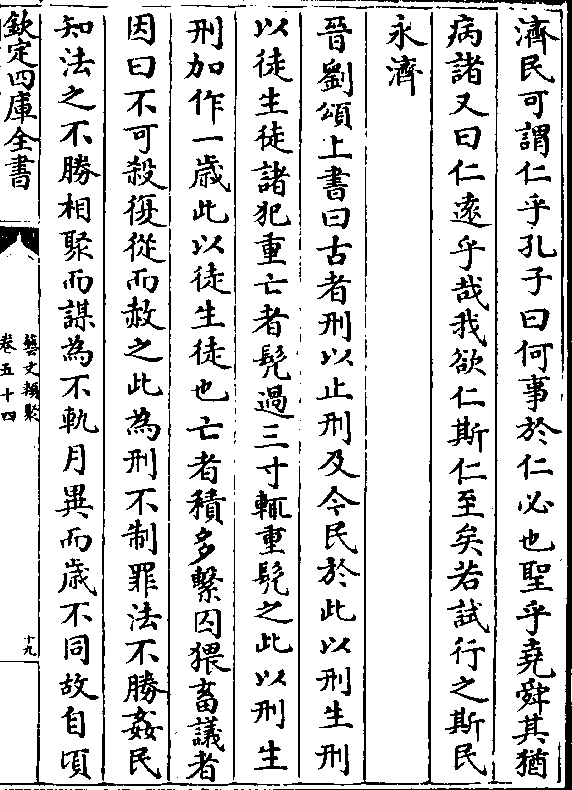 濟民可謂仁乎孔子曰何事於仁必也聖乎堯舜其猶
病諸又曰仁遠乎哉我欲仁斯仁至矣若試行之斯民
永濟
晉劉頌上書曰古者刑以止刑及今民於此以刑生刑
以徒生徒諸犯重亡者髠過三寸輒重髠之此以刑生
刑加作一歲此以徒生徒也亡者積多繫囚猥畜議者
因曰不可殺復從而赦之此為刑不制罪法不勝姦民
知法之不勝相聚而謀為不軌月異而歲不同故自頃
欽定四庫全書
藝文類聚
卷五十四
十九